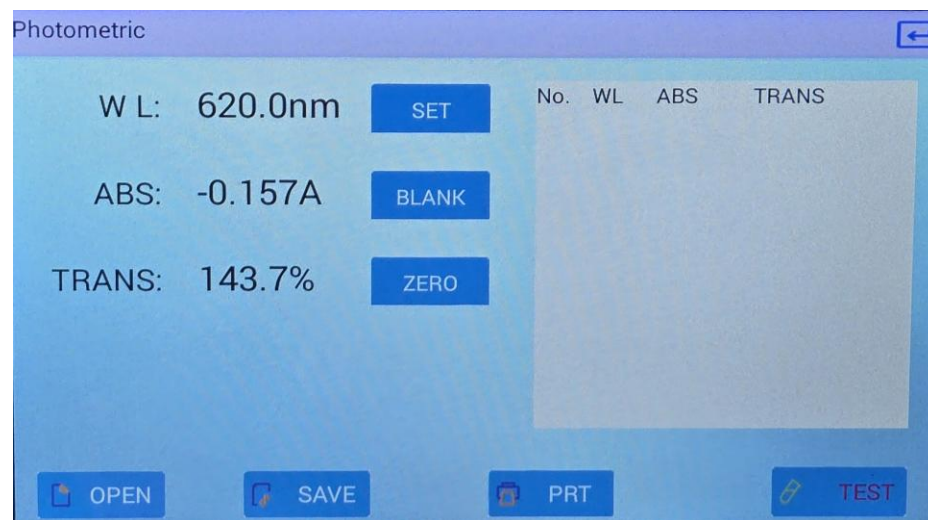 Photometric
W L: 620.0nm SET
ABS: -0.157A BLANK
TRANS: 143.7% ZERO
No. WL ABS TRANS
OPEN SAVE PRT TEST